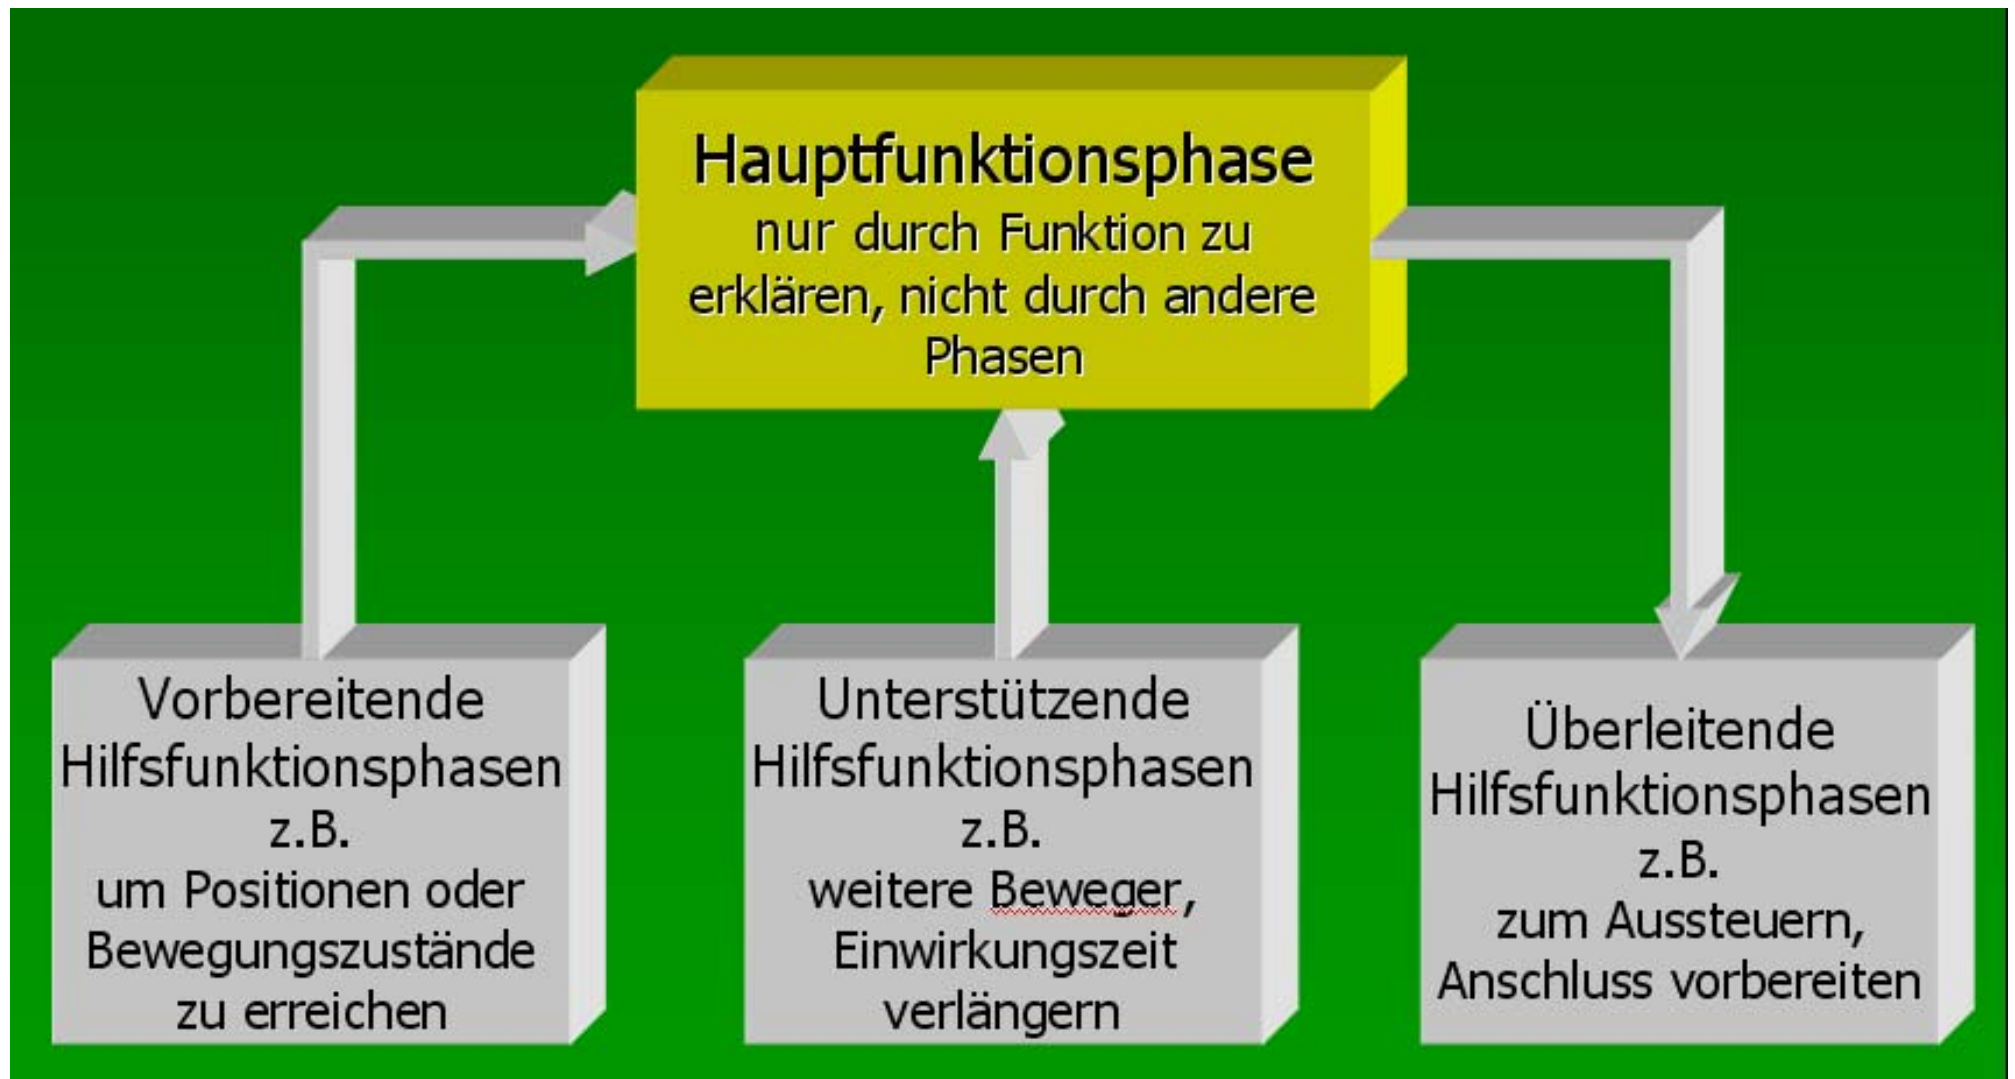 Hauptfunktionsphase
nur durch Funktion zu
erklären, nicht durch andere
Phasen
Vorbereitende
Hilfsfunktionsphasen
z.B.
um Positionen oder
Bewegungszustände
zu erreichen
Unterstützende
Hilfsfunktionsphasen
z.B.
weitere Beweger,
Einwirkungszeit
verlängern
Überleitende
Hilfsfunktionsphasen
z.B.
zum Aussteuern,
Anschluss vorbereiten